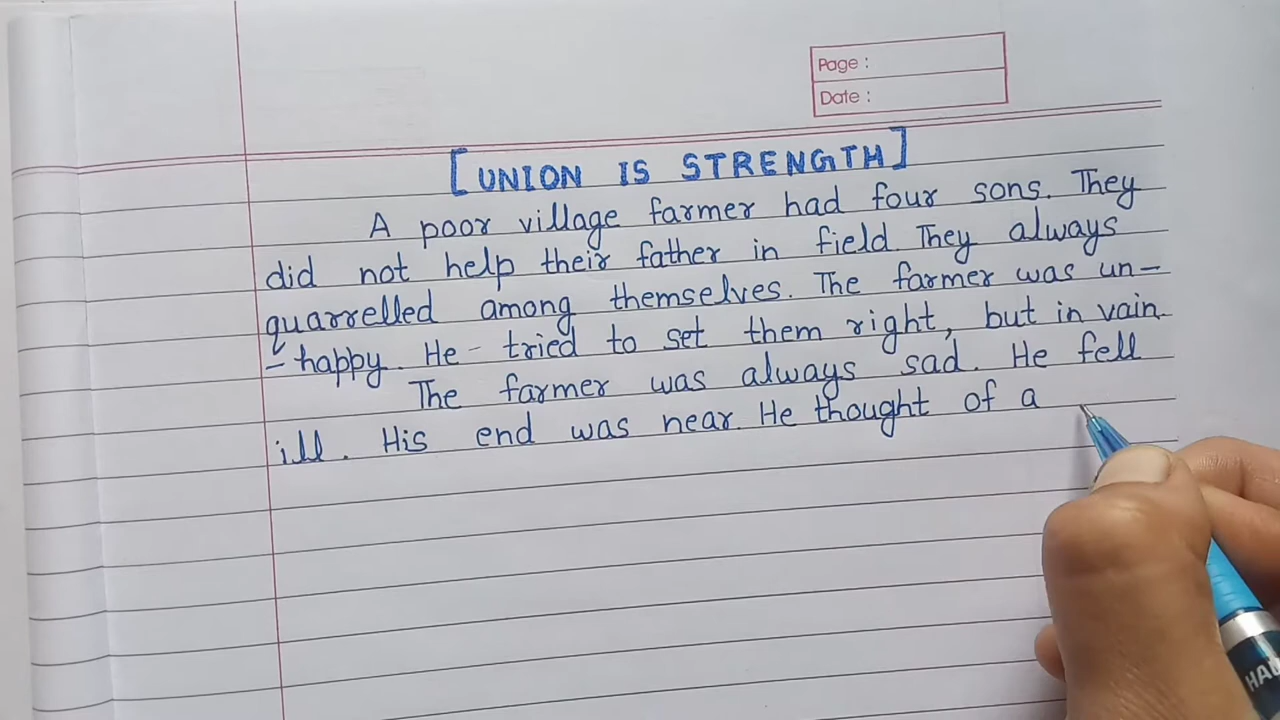 Page :
Date :
[UNION IS STRENGTH]
A poor village farmer had four sons. They
did not help their father in field. They always
quarrelled among themselves. The farmer was un-
- happy. He - tried to set them right, but in vain.
The farmer was always sad. He fell
ill. His end was near. He thought of a
HA